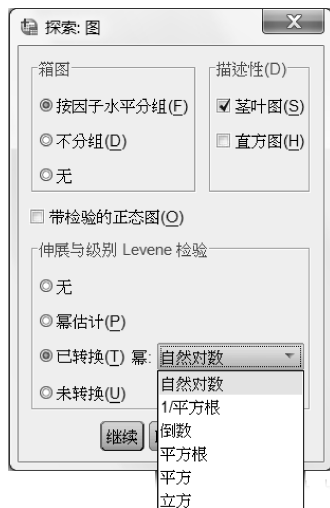 探索: 图
箱图
按因子水平分组(F)
不分组(D)
无
描述性(D)
茎叶图(S)
直方图(H)
带检验的正态图(O)
伸展与级别 Levene 检验
无
幂估计(P)
已转换(T) 幂: 自然对数
未转换(U)
自然对数
1/平方根
倒数
平方根
平方
立方
继续